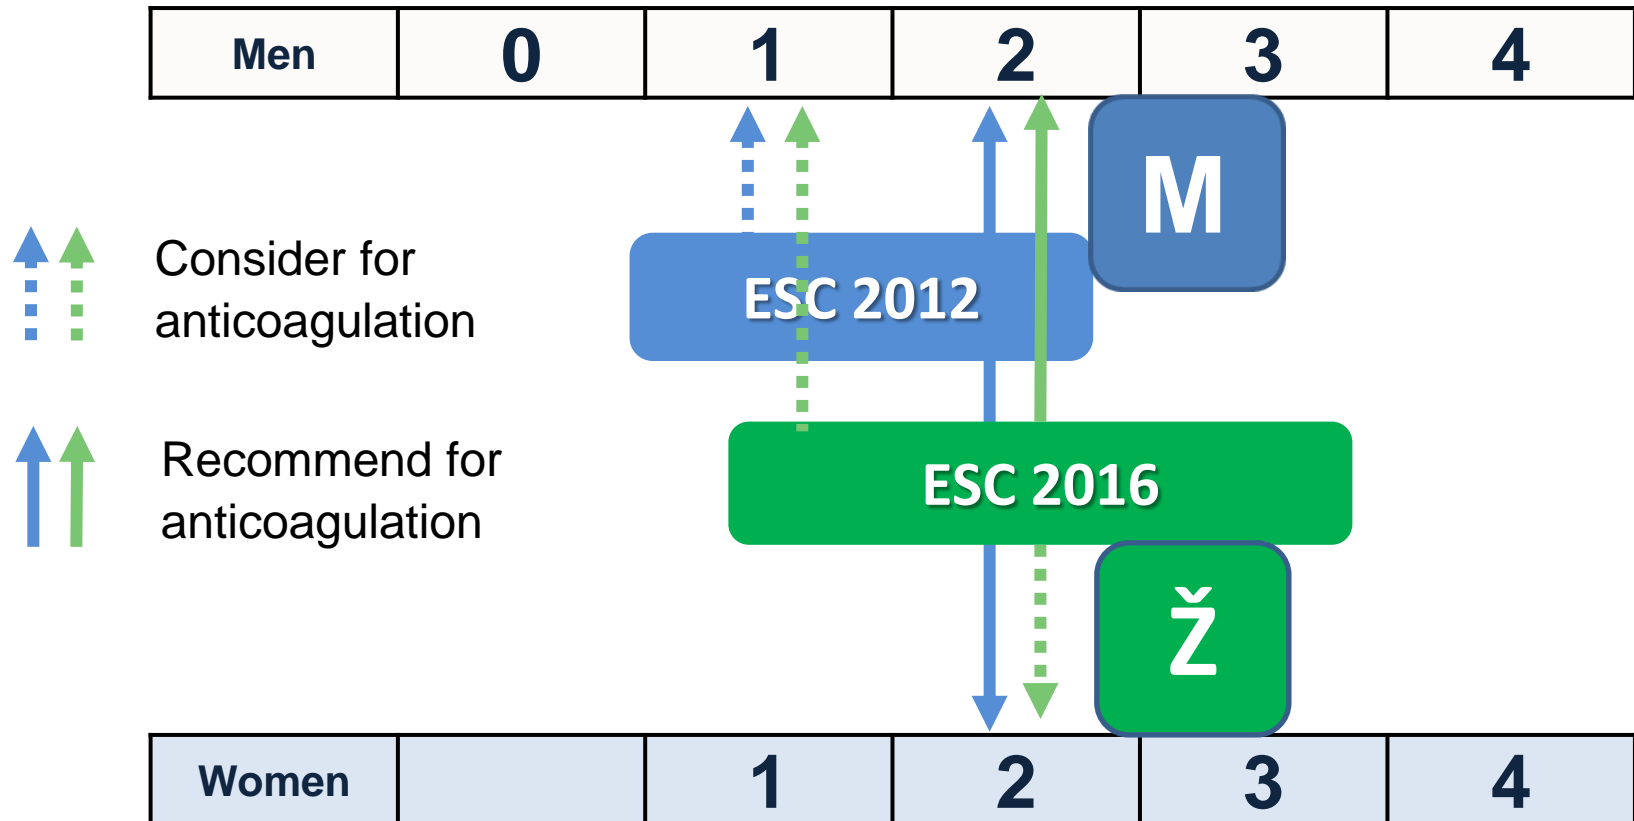 Men 0 1 2 3 4
M
Consider for
anticoagulation
ESC 2012
Recommend for
anticoagulation
ESC 2016
Ž
Women 1 2 3 4